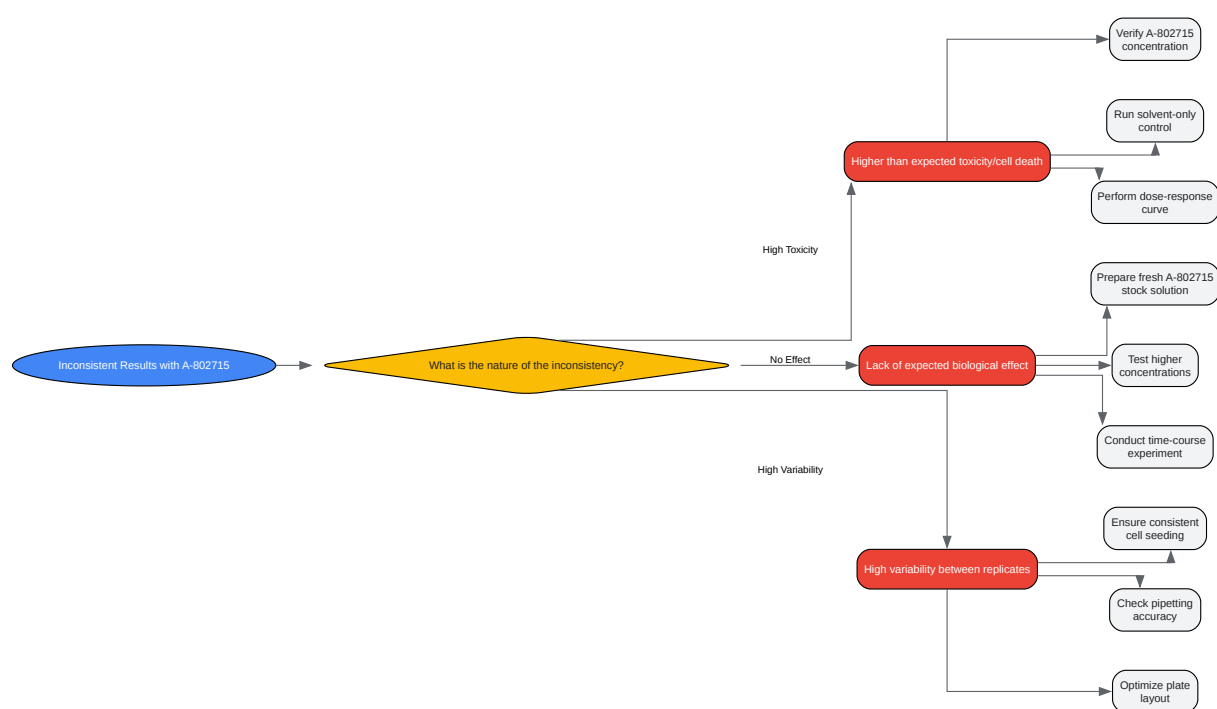 Inconsistent Results with A-802715
What is the nature of the inconsistency?
High Toxicity
No Effect
High Variability
Higher than expected toxicity/cell death
Verify A-802715
concentration
Run solvent-only
control
Perform dose-response
curve
Lack of expected biological effect
Prepare fresh A-802715
stock solution
Test higher
concentrations
Conduct time-course
experiment
High variability between replicates
Ensure consistent
cell seeding
Check pipetting
accuracy
Optimize plate
layout